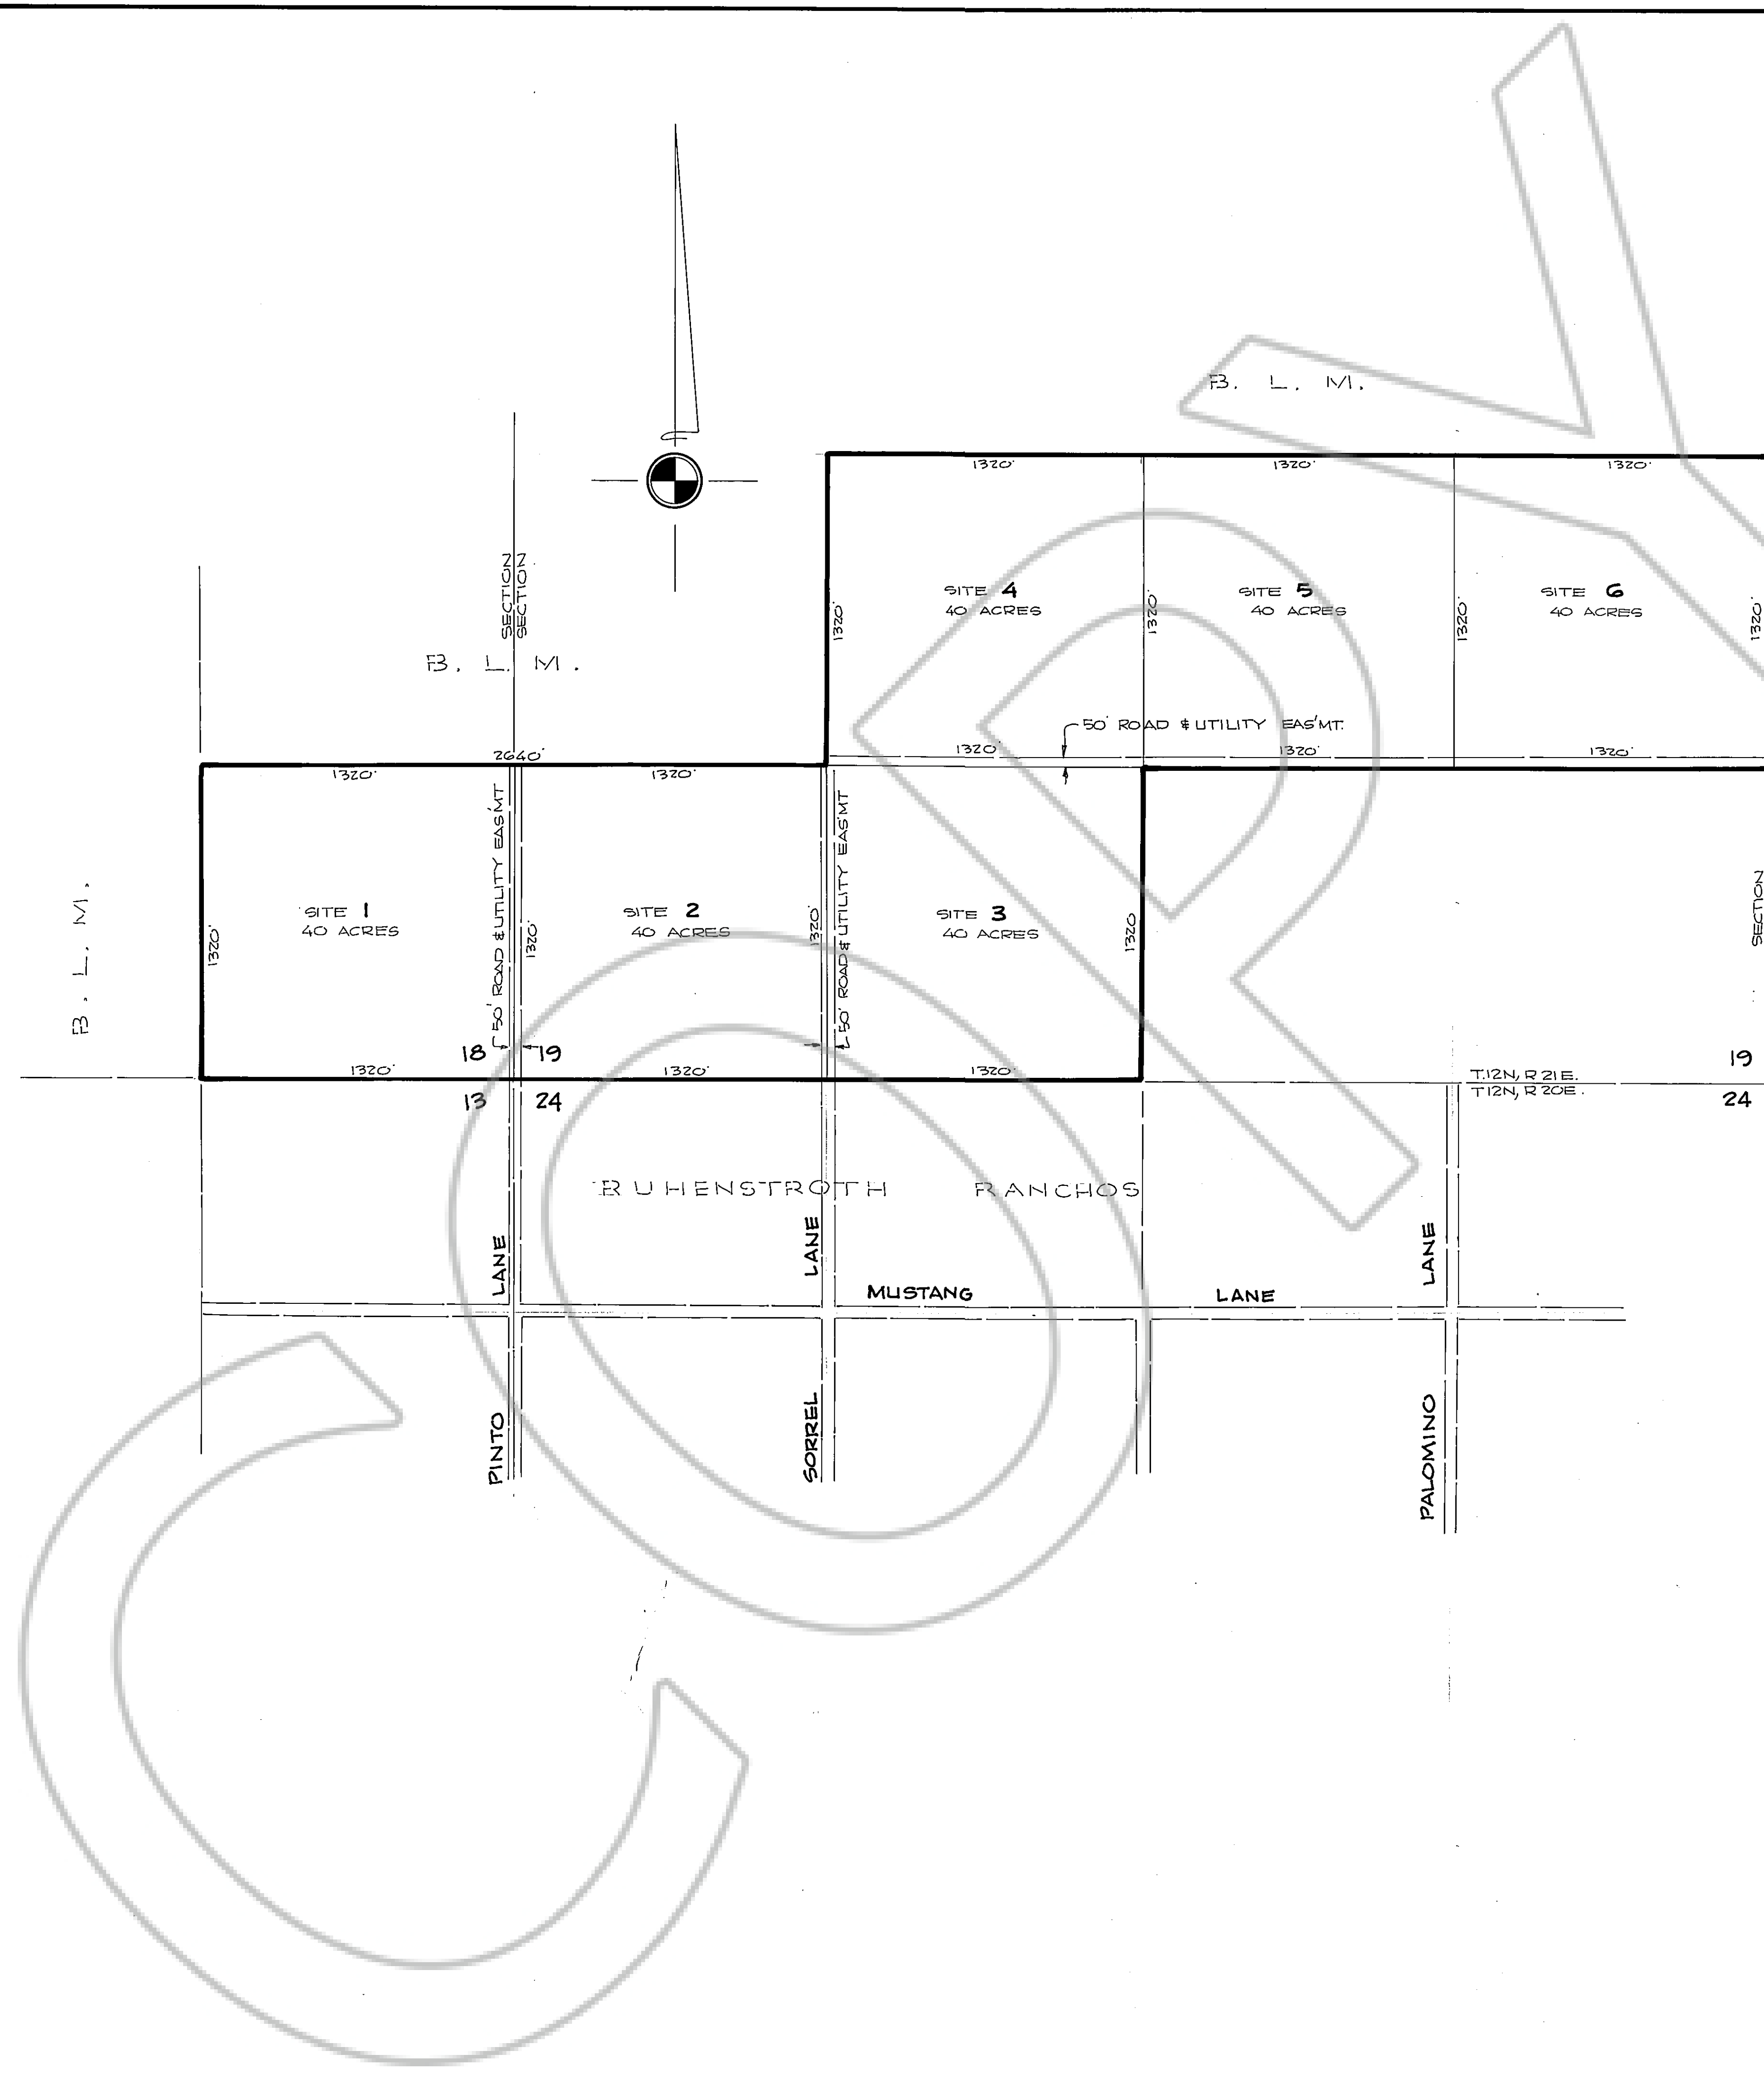 B. L. M.
1320'
1320'
1320'
SITE 4
40 ACRES
SITE 5
40 ACRES
SITE 6
40 ACRES
1320'
1320'
1320'
1320'
SECTION
SECTION
B. L. M.
50' ROAD & UTILITY EAS'MT.
1320'
1320'
1320'
2640'
1320'
1320'
50' ROAD & UTILITY EAS'MT
50' ROAD & UTILITY EAS'MT
B. L. M.
SITE 1
40 ACRES
SITE 2
40 ACRES
SITE 3
40 ACRES
1320'
1320'
1320'
1320
SECTION
18
19
1320'
1320'
1320'
19
T.12N, R 21E.
T12N, R 20E.
13
24
24
RUHENSTROTH RANCHOS
PINTO LANE
SORREL LANE
MUSTANG LANE
PALOMINO LANE
COPY